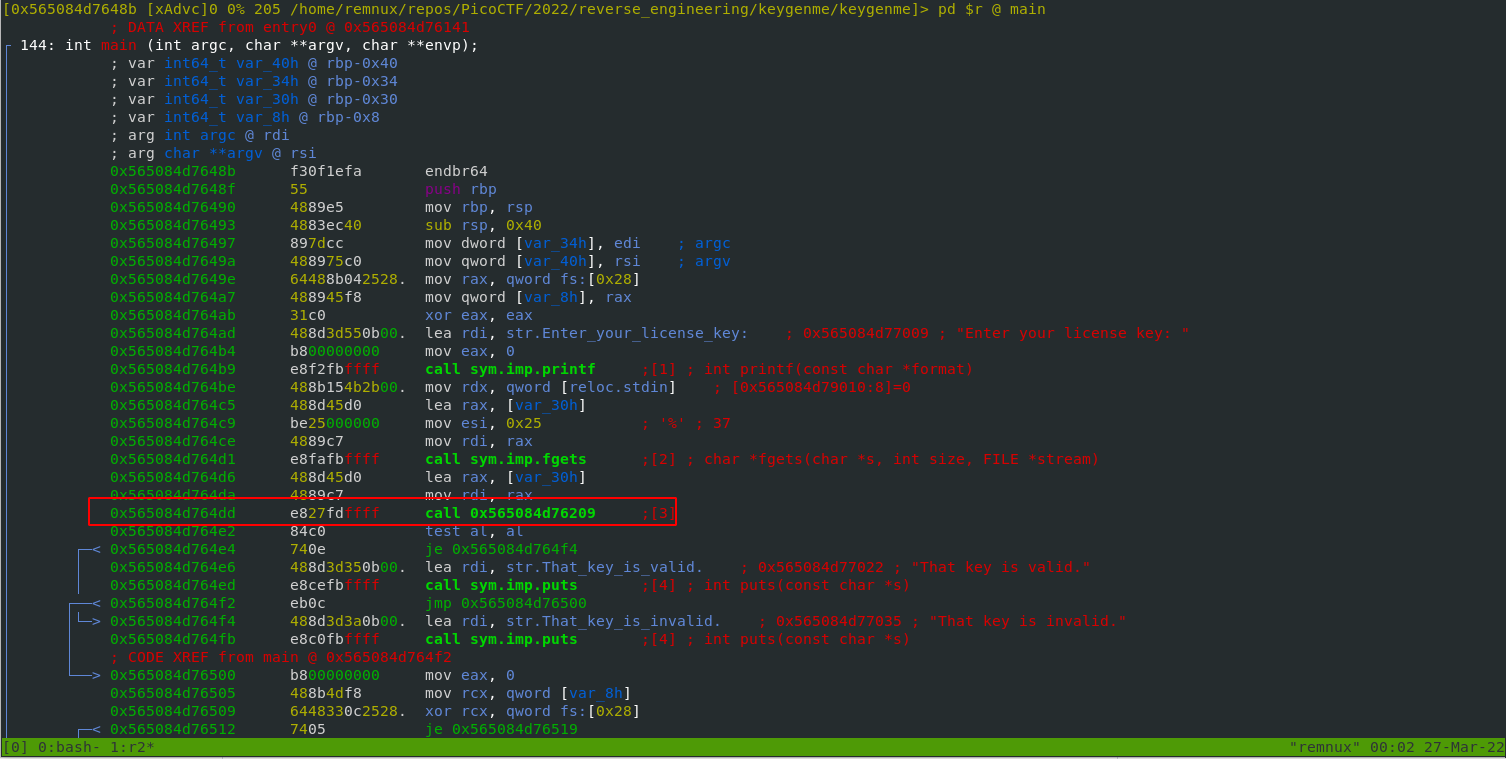 [0x565084d7648b [xAdvc]0 0% 205 /home/remnux/repos/PicoCTF/2022/reverse_engineering/keygenme/keygenme]> pd $r @ main
; DATA XREF from entry0 @ 0x565084d76141
144: int main (int argc, char **argv, char **envp);
; var int64_t var_40h @ rbp-0x40
; var int64_t var_34h @ rbp-0x34
; var int64_t var_30h @ rbp-0x30
; var int64_t var_8h @ rbp-0x8
; arg int argc @ rdi
; arg char **argv @ rsi
0x565084d7648b f30f1efa endbr64
0x565084d7648f 55 push rbp
0x565084d76490 4889e5 mov rbp, rsp
0x565084d76493 4883ec40 sub rsp, 0x40
0x565084d76497 897dcc mov dword [var_34h], edi ; argc
0x565084d7649a 488975c0 mov qword [var_40h], rsi ; argv
0x565084d7649e 64488b042528. mov rax, qword fs:[0x28]
0x565084d764a7 488945f8 mov qword [var_8h], rax
0x565084d764ab 31c0 xor eax, eax
0x565084d764ad 488d3d550b00. lea rdi, str.Enter_your_license_key: ; 0x565084d77009 ; "Enter your license key: "
0x565084d764b4 b800000000 mov eax, 0
0x565084d764b9 e8f2fbffff call sym.imp.printf ;[1] ; int printf(const char *format)
0x565084d764be 488b154b2b00. mov rdx, qword [reloc.stdin] ; [0x565084d79010:8]=0
0x565084d764c5 488d45d0 lea rax, [var_30h]
0x565084d764c9 be25000000 mov esi, 0x25 ; '%' ; 37
0x565084d764ce 4889c7 mov rdi, rax
0x565084d764d1 e8fafbffff call sym.imp.fgets ;[2] ; char *fgets(char *s, int size, FILE *stream)
0x565084d764d6 488d45d0 lea rax, [var_30h]
0x565084d764da 4889c7 mov rdi, rax
0x565084d764dd e827fdffff call 0x565084d76209 ;[3]
0x565084d764e2 84c0 test al, al
< 0x565084d764e4 740e je 0x565084d764f4
0x565084d764e6 488d3d350b00. lea rdi, str.That_key_is_valid. ; 0x565084d77022 ; "That key is valid."
0x565084d764ed e8cefbffff call sym.imp.puts ;[4] ; int puts(const char *s)
< 0x565084d764f2 eb0c jmp 0x565084d76500
> 0x565084d764f4 488d3d3a0b00. lea rdi, str.That_key_is_invalid. ; 0x565084d77035 ; "That key is invalid."
0x565084d764fb e8c0fbffff call sym.imp.puts ;[4] ; int puts(const char *s)
; CODE XREF from main @ 0x565084d764f2
> 0x565084d76500 b800000000 mov eax, 0
0x565084d76505 488b4df8 mov rcx, qword [var_8h]
0x565084d76509 6448330c2528. xor rcx, qword fs:[0x28]
< 0x565084d76512 7405 je 0x565084d76519
[0] 0:bash- 1:r2* "remnux" 00:02 27-Mar-22